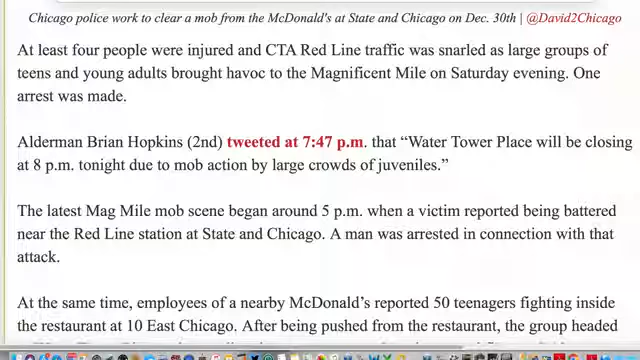 Chicago police work to clear a mob from the McDonald's at State and Chicago on Dec. 30th | @David2Chicago
At least four people were injured and CTA Red Line traffic was snarled as large groups of
teens and young adults brought havoc to the Magnificent Mile on Saturday evening. One
arrest was made.
Alderman Brian Hopkins (2nd) tweeted at 7:47 p.m. that “Water Tower Place will be closing
at 8 p.m. tonight due to mob action by large crowds of juveniles.”
The latest Mag Mile mob scene began around 5 p.m. when a victim reported being battered
near the Red Line station at State and Chicago. A man was arrested in connection with that
attack.
At the same time, employees of a nearby McDonald’s reported 50 teenagers fighting inside
the restaurant at 10 East Chicago. After being pushed from the restaurant, the group headed